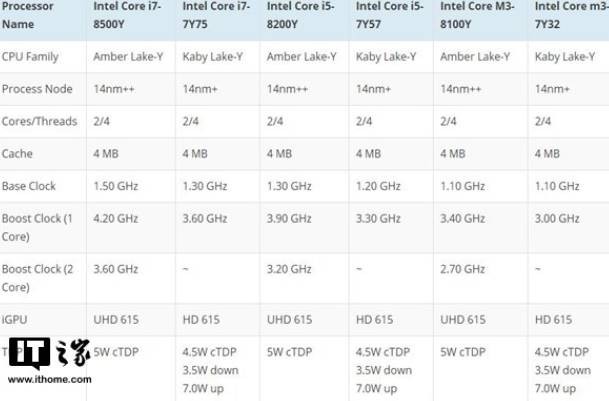 Processor Name Intel Core i7-8500Y Intel Core i7-7Y75 Intel Core i5-8200Y Intel Core i5-7Y57 Intel Core M3-8100Y Intel Core m3-7Y32
CPU Family Amber Lake-Y Kaby Lake-Y Amber Lake-Y Kaby Lake-Y Amber Lake-Y Kaby Lake-Y
Process Node 14nm++ 14nm+ 14nm++ 14nm+ 14nm++ 14nm+
Cores/Threads 2/4 2/4 2/4 2/4 2/4 2/4
Cache 4 MB 4 MB 4 MB 4 MB 4 MB 4 MB
Base Clock 1.50 GHz 1.30 GHz 1.30 GHz 1.20 GHz 1.10 GHz 1.10 GHz
Boost Clock (1 Core) 4.20 GHz 3.60 GHz 3.90 GHz 3.30 GHz 3.40 GHz 3.00 GHz
Boost Clock (2 Core) 3.60 GHz ~ 3.20 GHz ~ 2.70 GHz ~
iGPU UHD 615 HD 615 UHD 615 HD 615 UHD 615 HD 615
5W cTDP 4.5W cTDP 5W cTDP 4.5W cTDP 5W cTDP 4.5W cTDP
3.5W down 3.5W down 3.5W down
7.0W up 7.0W up 7.0W up
IT之家
www.ithome.com